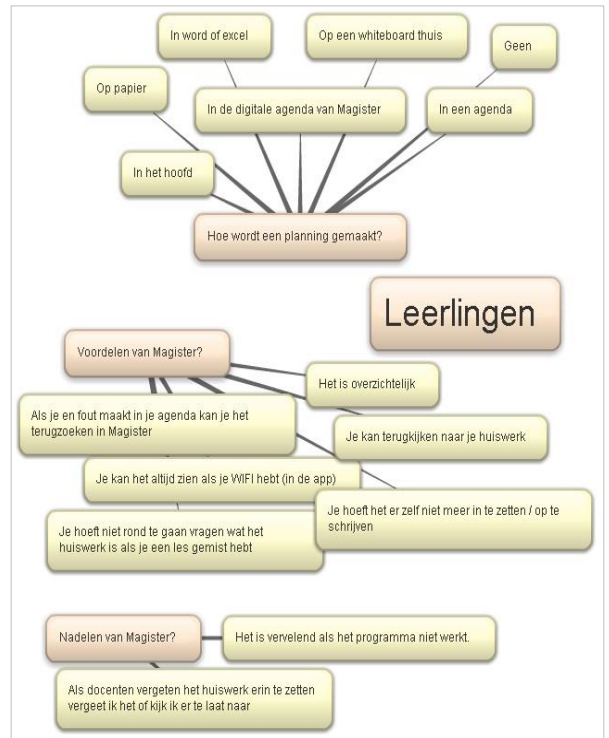 In word of excel
Op een whiteboard thuis
Geen
Op papier
In de digitale agenda van Magister
In een agenda
In het hoofd
Hoe wordt een planning gemaakt?
Leerlingen
Voordelen van Magister?
Het is overzichtelijk
Als je en fout maakt in je agenda kan je het
terugzoeken in Magister
Je kan terugkijken naar je huiswerk
Je kan het altijd zien als je WIFI hebt (in de app)
Je hoeft het er zelf niet meer in te zetten / op te
schrijven
Je hoeft niet rond te gaan vragen wat het
huiswerk is als je een les gemist hebt
Nadelen van Magister?
Het is vervelend als het programma niet werkt.
Als docenten vergeten het huiswerk erin te zetten
vergeet ik het of kijk ik er te laat naar